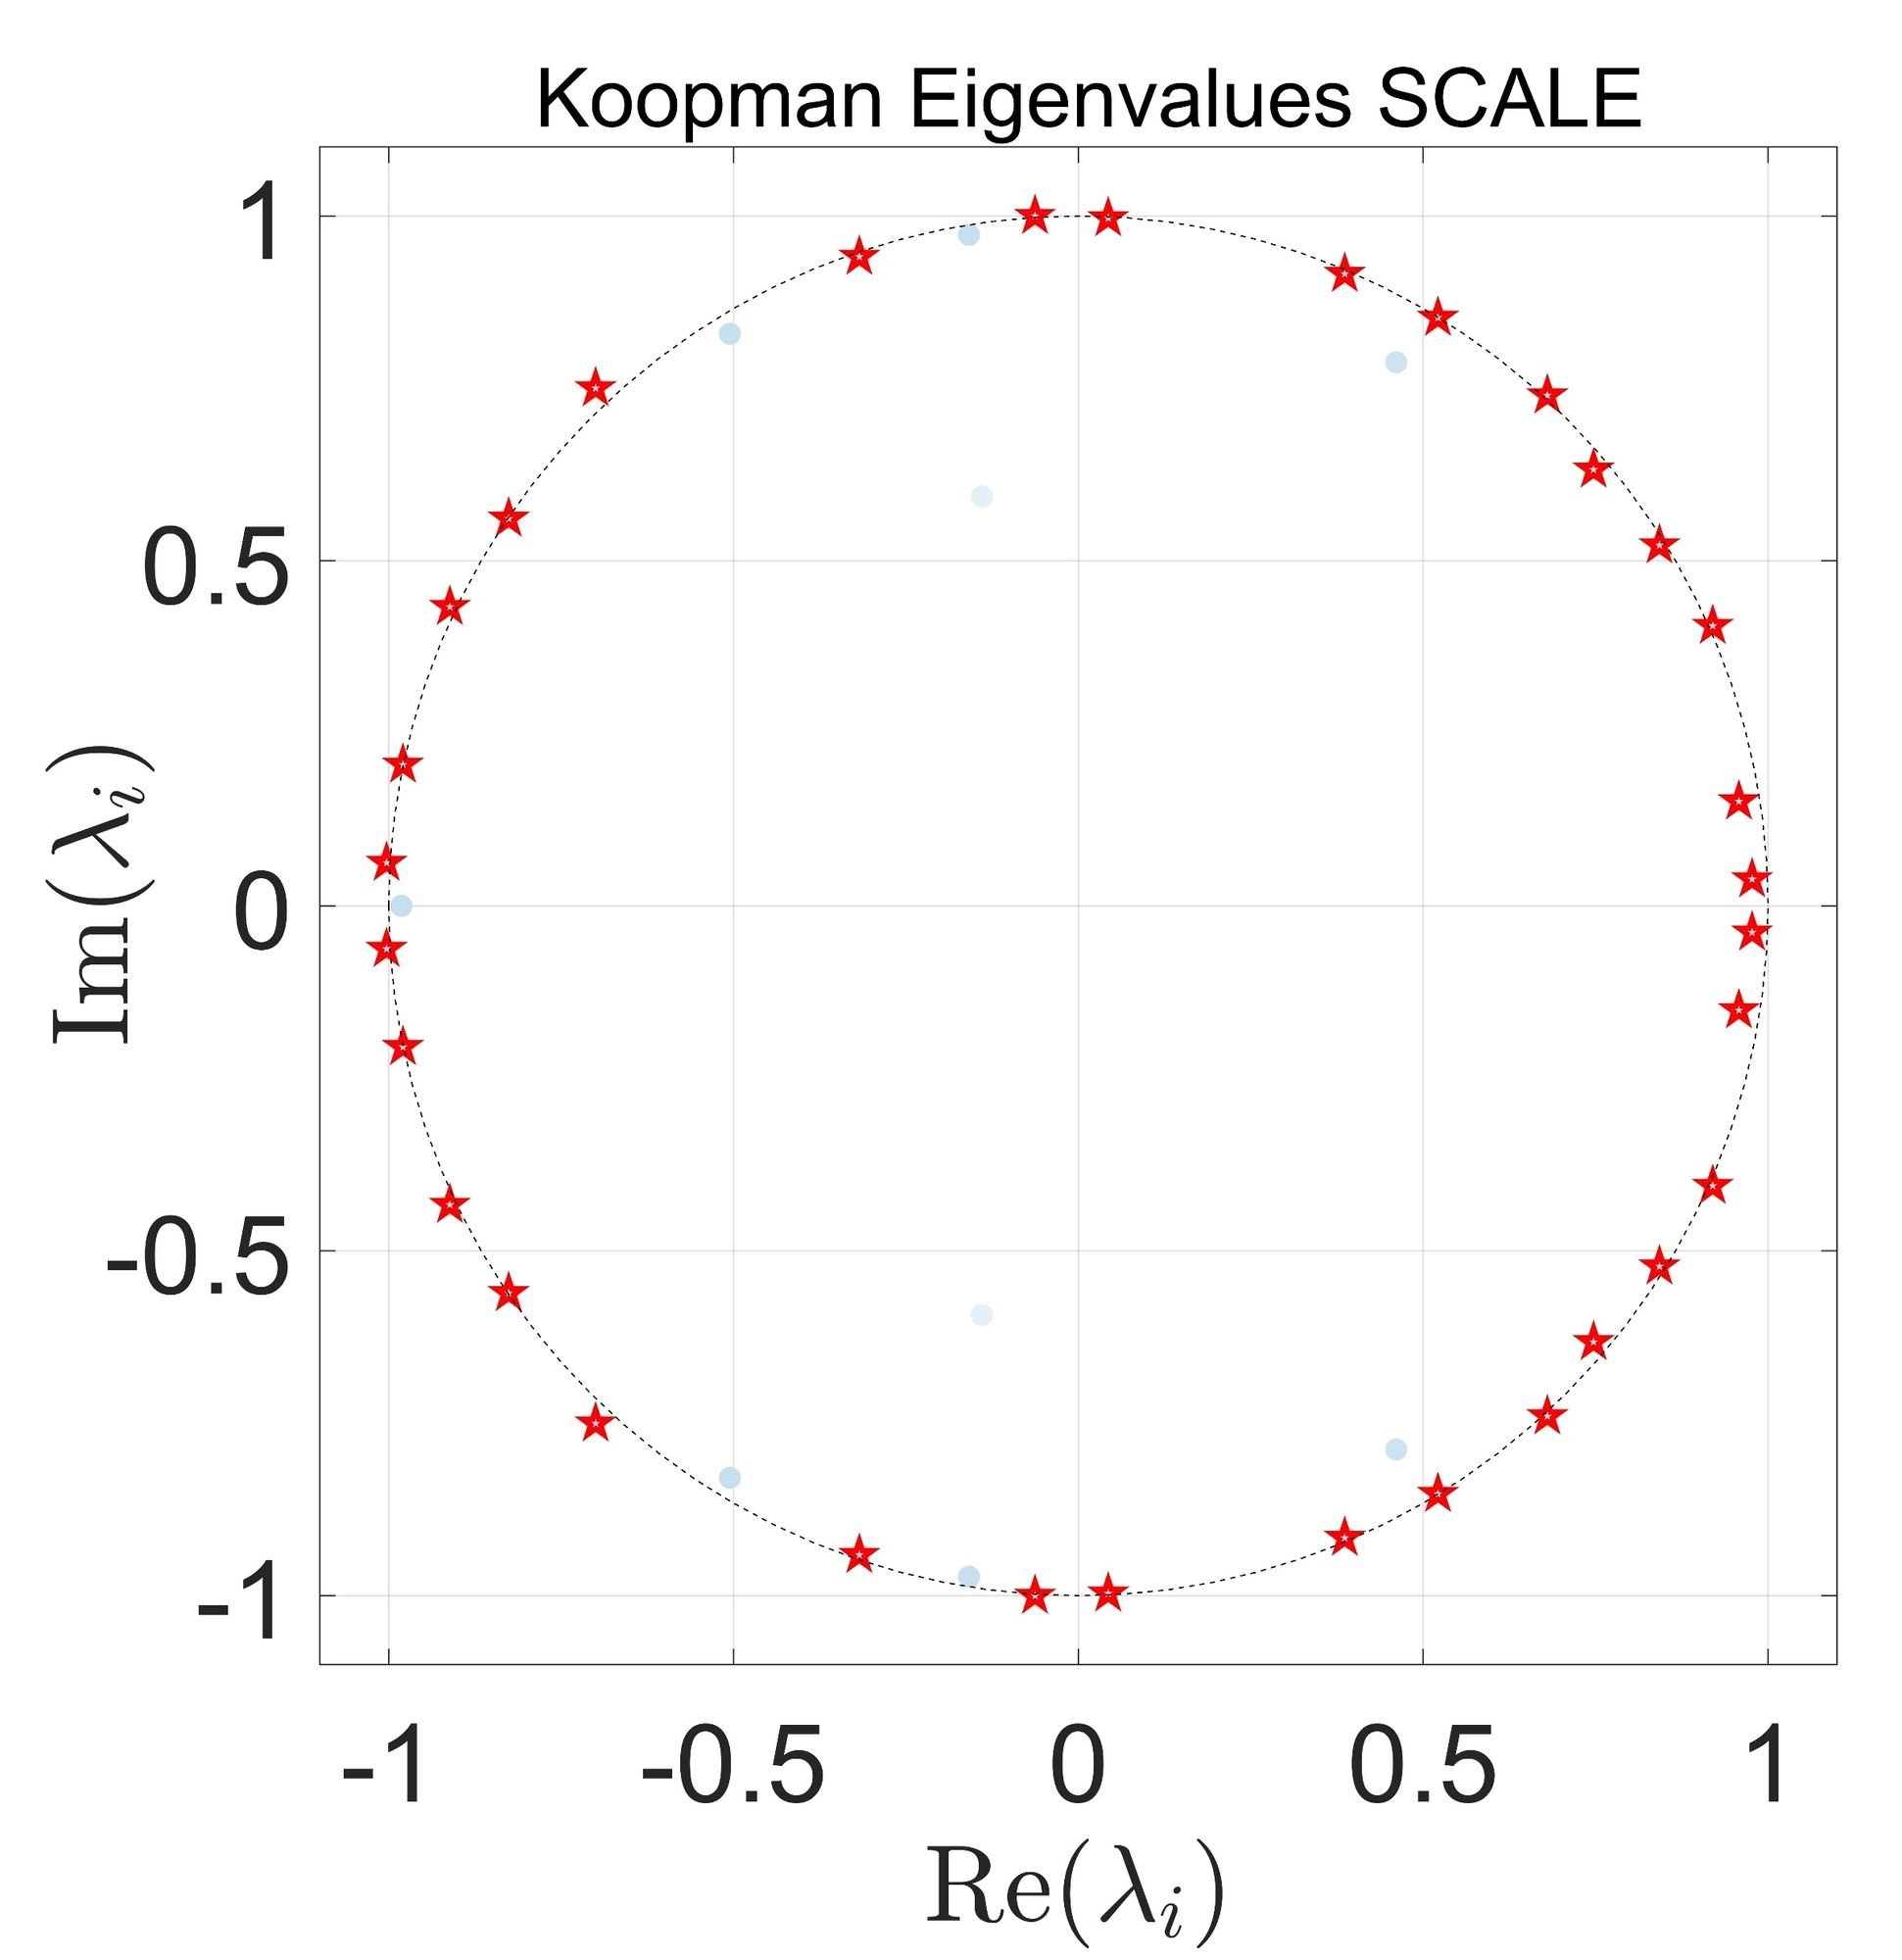 Koopman Eigenvalues SCALE
1
0.5
0
-0.5
-1
Im(λᵢ)
-1 -0.5 0 0.5 1
Re(λᵢ)